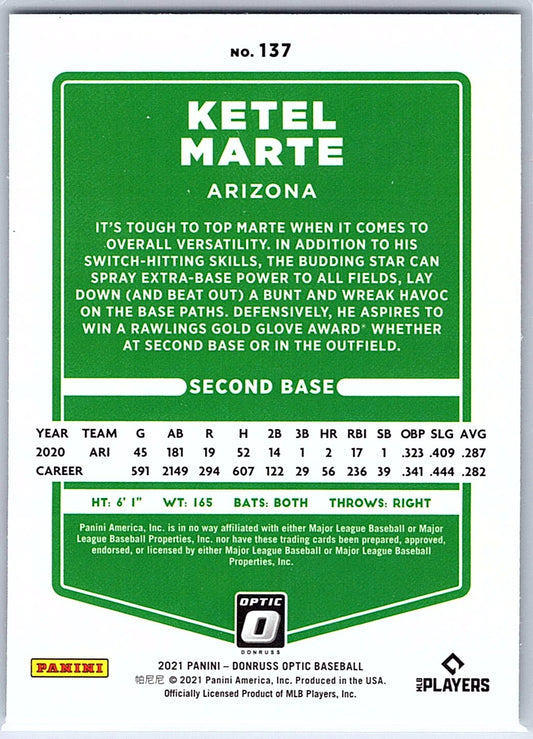 NO. 137
KETEL
MARTE
ARIZONA
IT'S TOUGH TO TOP MARTE WHEN IT COMES TO
OVERALL VERSATILITY. IN ADDITION TO HIS
SWITCH-HITTING SKILLS, THE BUDDING STAR CAN
SPRAY EXTRA-BASE POWER TO ALL FIELDS, LAY
DOWN (AND BEAT OUT) A BUNT AND WREAK HAVOC
ON THE BASE PATHS. DEFENSIVELY, HE ASPIRES TO
WIN A RAWLINGS GOLD GLOVE AWARD® WHETHER
AT SECOND BASE OR IN THE OUTFIELD.
SECOND BASE
YEAR TEAM G AB R H 2B 3B HR RBI SB OBP SLG AVG
2020 ARI 45 181 19 52 14 1 2 17 1 .323 .409 .287
CAREER 591 2149 294 607 122 29 56 236 39 .341 .444 .282
HT: 6' 1" WT: 165 BATS: BOTH THROWS: RIGHT
Panini America, Inc. is in no way affiliated with either Major League Baseball or Major
League Baseball Properties, Inc. nor have these trading cards been prepared, approved,
endorsed, or licensed by either Major League Baseball or Major League Baseball
Properties, Inc.
OPTIC
O
DONRUSS
PANINI
2021 PANINI – DONRUSS OPTIC BASEBALL
帕尼尼 © 2021 Panini America, Inc. Produced in the USA.
Officially Licensed Product of MLB Players, Inc.
MLB PLAYERS